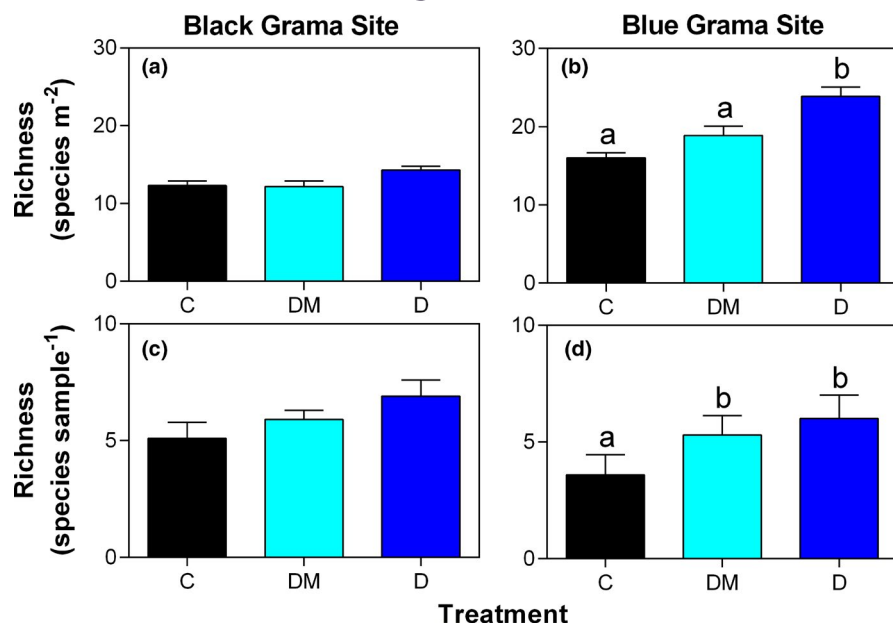 Black Grama Site
Blue Grama Site
Richness
(species m⁻²)
30
20
10
0
(a)
C
DM
D
30
20
10
0
(b)
a
a
b
C
DM
D
Richness
(species sample⁻¹)
10
5
0
(c)
C
DM
D
10
5
0
(d)
a
b
b
C
DM
D
Treatment